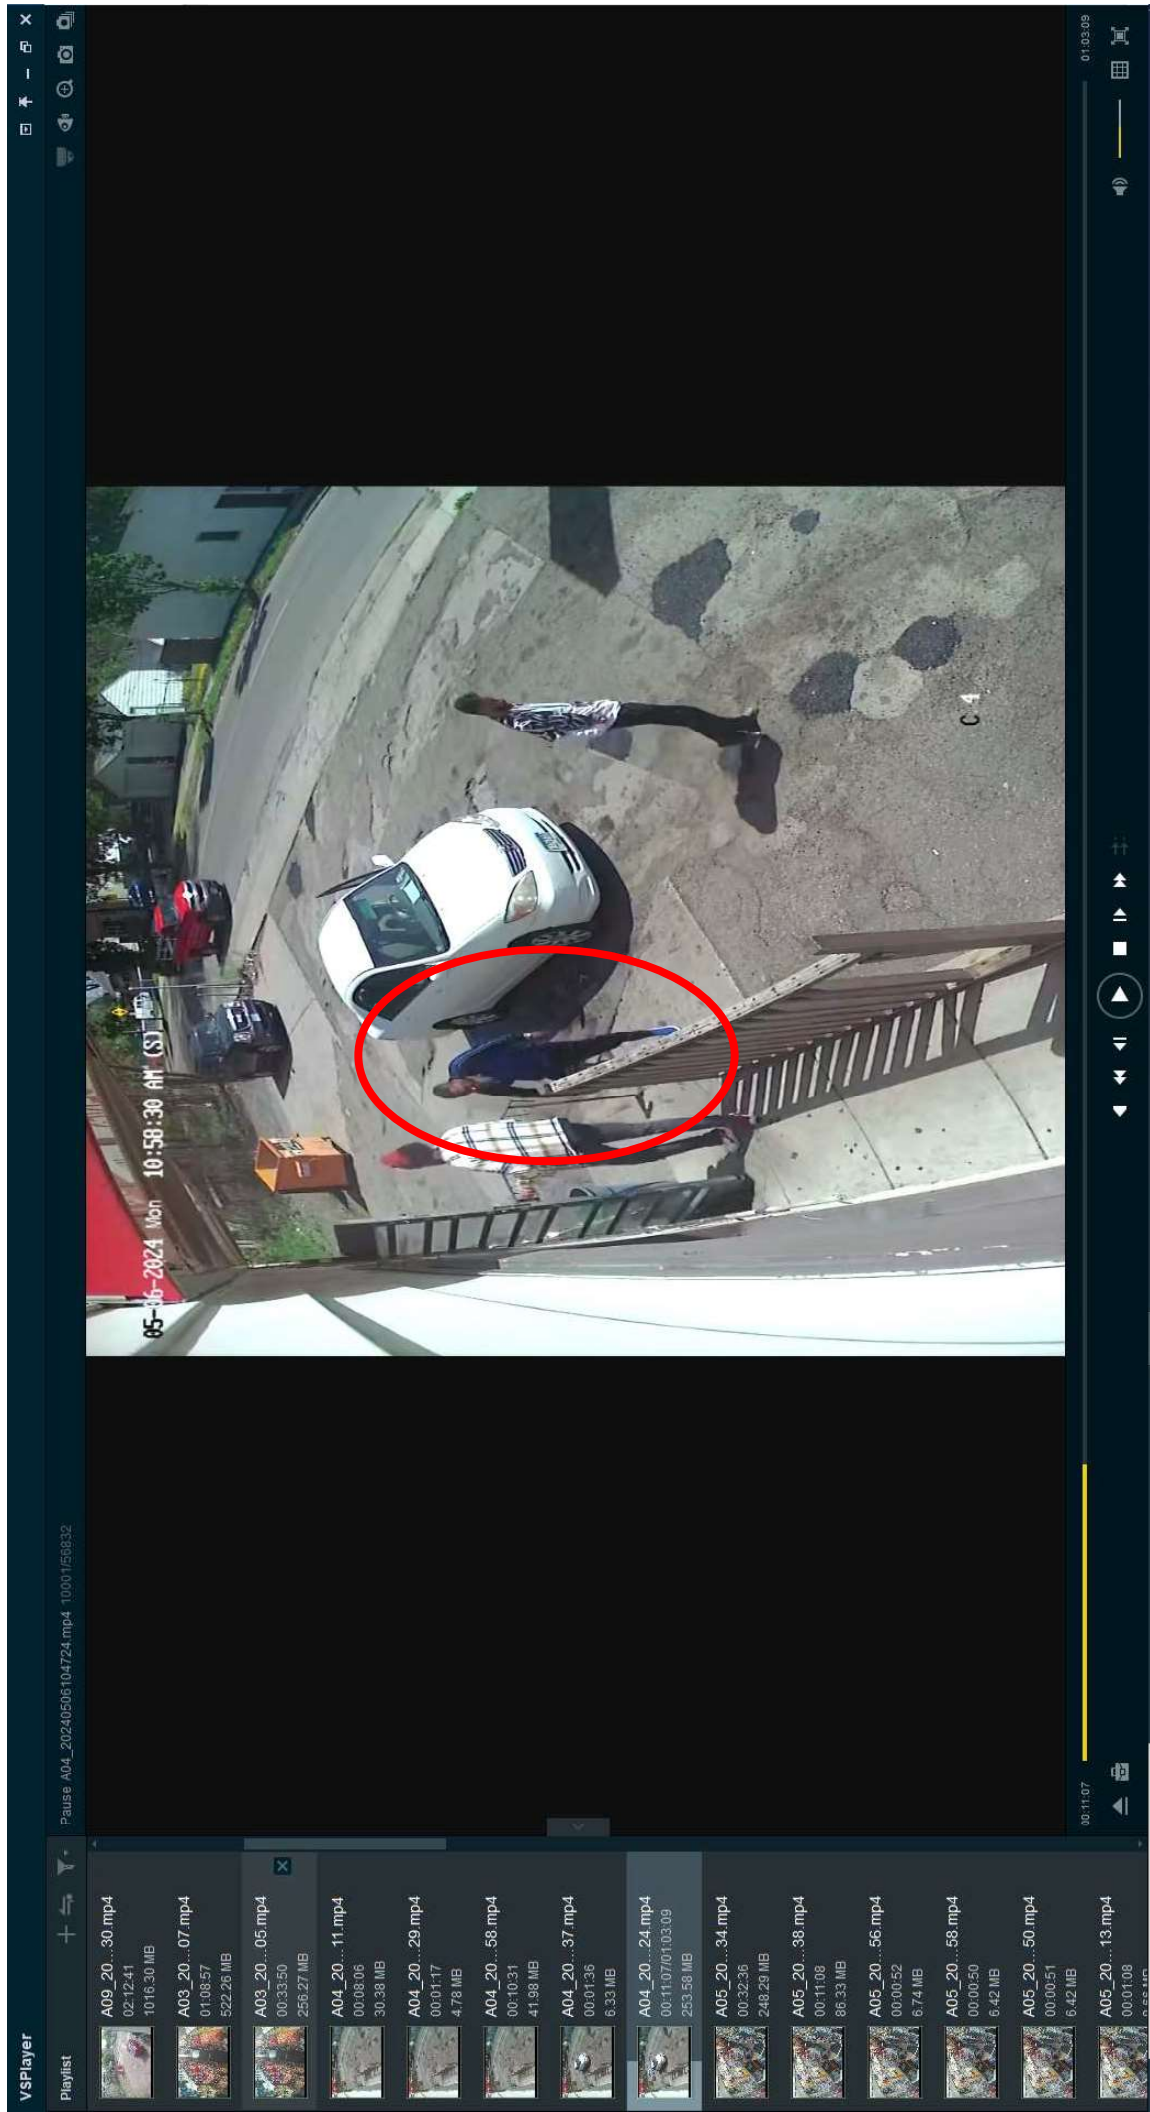 VSPlayer
Playlist
Pause A04_20240506104724.mp4 10001/56832
A09_20...30.mp4
02:12:41
1016.30 MB
A03_20...07.mp4
01:08:57
522.26 MB
A03_20...05.mp4
00:33:50
256.27 MB
A04_20...11.mp4
00:08:06
30.38 MB
A04_20...29.mp4
00:01:17
4.78 MB
A04_20...58.mp4
00:10:31
41.98 MB
A04_20...37.mp4
00:01:36
6.33 MB
A04_20...24.mp4
00:11:07/01:03:09
253.58 MB
A05_20...34.mp4
00:32:36
248.29 MB
A05_20...38.mp4
00:11:08
86.33 MB
A05_20...56.mp4
00:00:52
6.74 MB
A05_20...58.mp4
00:00:50
6.42 MB
A05_20...50.mp4
00:00:51
6.42 MB
A05_20...13.mp4
00:01:08
05-06-2024 Mon 10:58:30 AM (S)
C 4
00:11:07
01:03:09